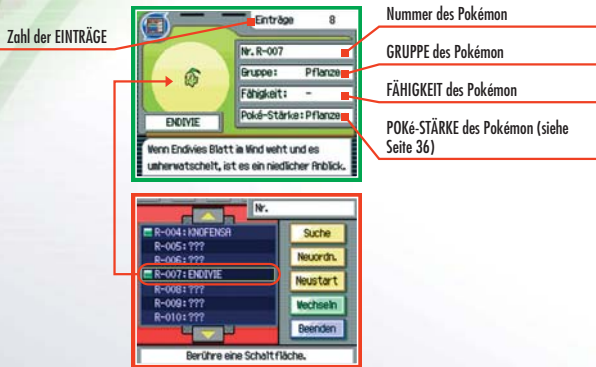 Zahl der EINTRÄGE
Einträge 8
Nr. R-007
Gruppe: Pflanze
Fähigkeit: -
Poké-Stärke: Pflanze
ENDIVIE
Wenn Endivies Blatt im Wind weht und es
umherwatschelt, ist es ein niedlicher Anblick.
Nummer des Pokémon
GRUPPE des Pokémon
FÄHIGKEIT des Pokémon
POKé-STÄRKE des Pokémon (siehe
Seite 36)
Nr.
R-004: KNOFENSA
R-005: ???
R-006: ???
R-007: ENDIVIE
R-008: ???
R-009: ???
R-010: ???
Suche
Neuordn.
Neustart
Wechseln
Beenden
Berühre eine Schaltfläche.